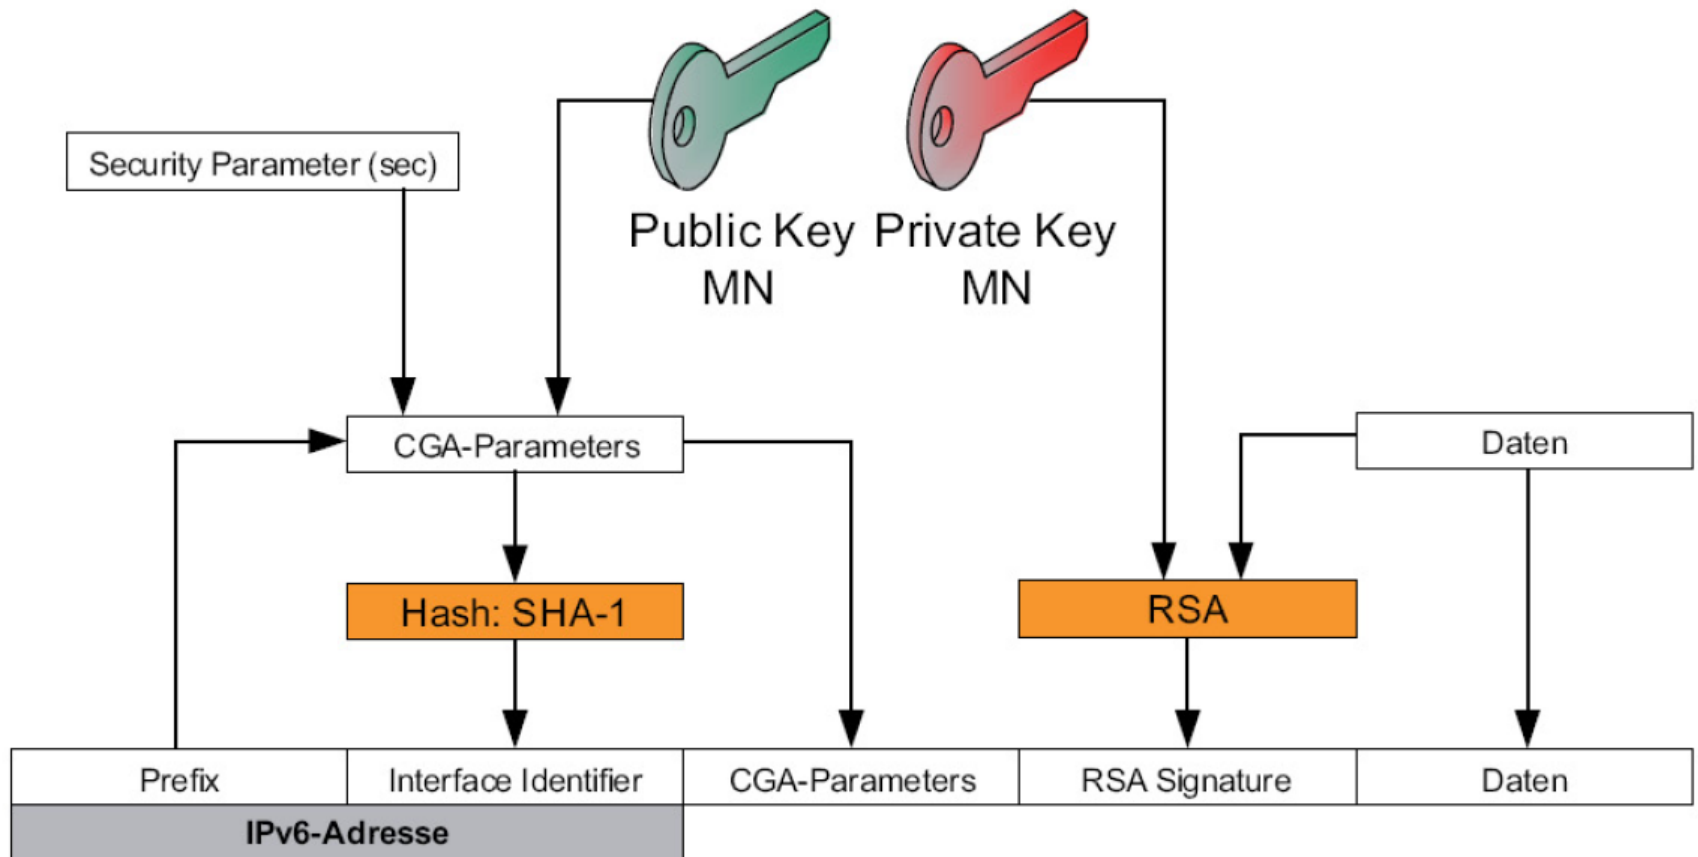 Security Parameter (sec)
Public Key
MN
Private Key
MN
CGA-Parameters
Daten
Hash: SHA-1
RSA
Prefix
Interface Identifier
CGA-Parameters
RSA Signature
Daten
IPv6-Adresse